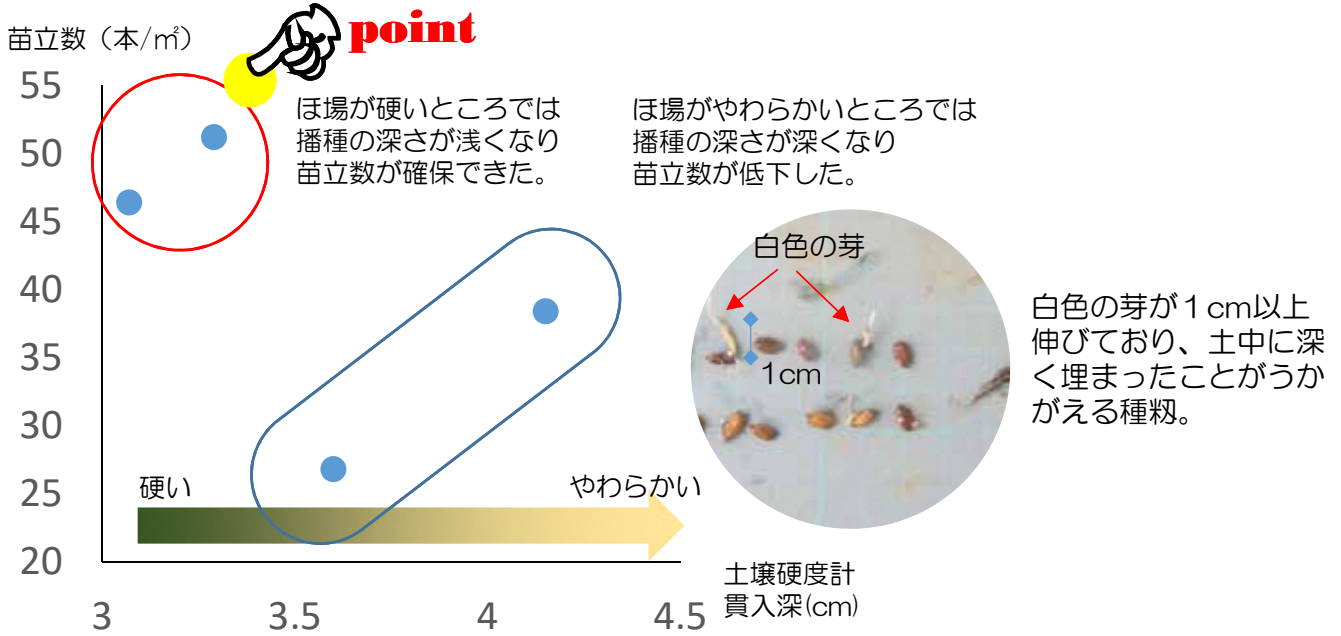 苗立数（本/㎡）
point
ほ場が硬いところでは
播種の深さが浅くなり
苗立数が確保できた。
ほ場がやわらかいところでは
播種の深さが深くなり
苗立数が低下した。
55
50
45
40
35
30
25
20
白色の芽
1cm
白色の芽が１cm以上
伸びており、土中に深
く埋まったことがうか
がえる種籾。
硬い
やわらかい
3
3.5
4
4.5
土壌硬度計
貫入深(cm)